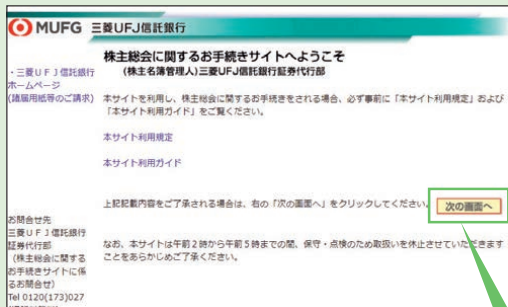 MUFG 三菱UFJ信託銀行
株主総会に関するお手続きサイトへようこそ
(株主名簿管理人)三菱UFJ信託銀行証券代行部
・三菱ＵＦＪ信託銀行
ホームページ
(諸届用紙等のご請求)
本サイトを利用し、株主総会に関するお手続きをされる場合、必ず事前に「本サイト利用規定」および
「本サイト利用ガイド」をご覧ください。
本サイト利用規定
本サイト利用ガイド
上記記載内容をご了承される場合は、右の「次の画面へ」をクリックしてください。
次の画面へ
なお、本サイトは午前２時から午前５時までの間、保守・点検のため取扱いを休止させていただきます
ことをあらかじめご了承ください。
お問合せ先
三菱ＵＦＪ信託銀行
証券代行部
(株主総会に関する
お手続きサイトに係
るお問合せ)
Tel 0120(173)027